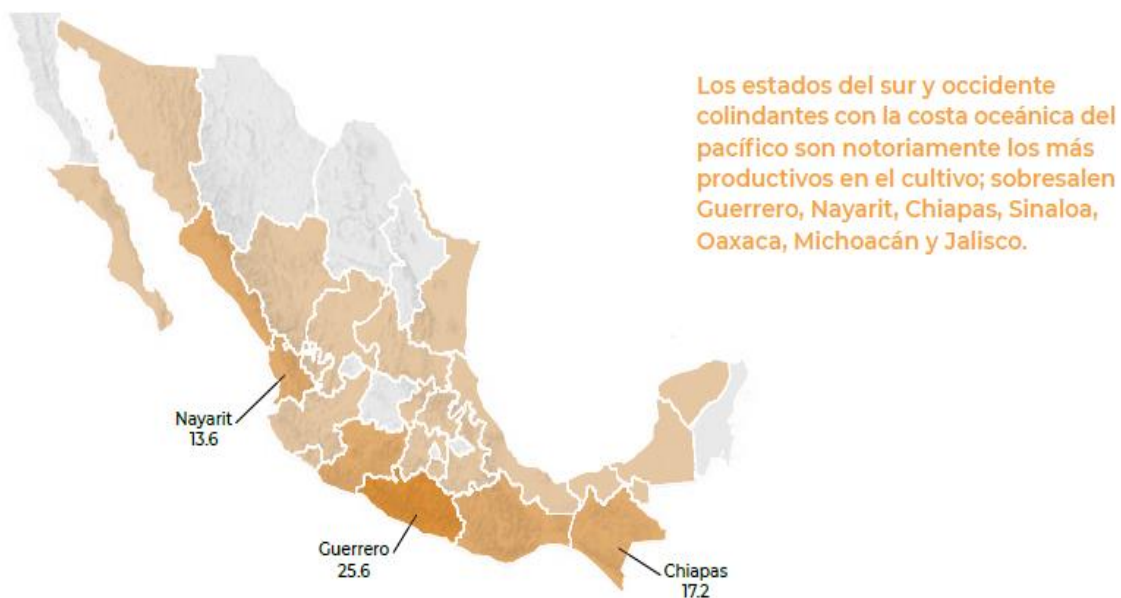 Los estados del sur y occidente
colindantes con la costa oceánica del
pacífico son notoriamente los más
productivos en el cultivo; sobresalen
Guerrero, Nayarit, Chiapas, Sinaloa,
Oaxaca, Michoacán y Jalisco.
Nayarit
13.6
Guerrero
25.6
Chiapas
17.2